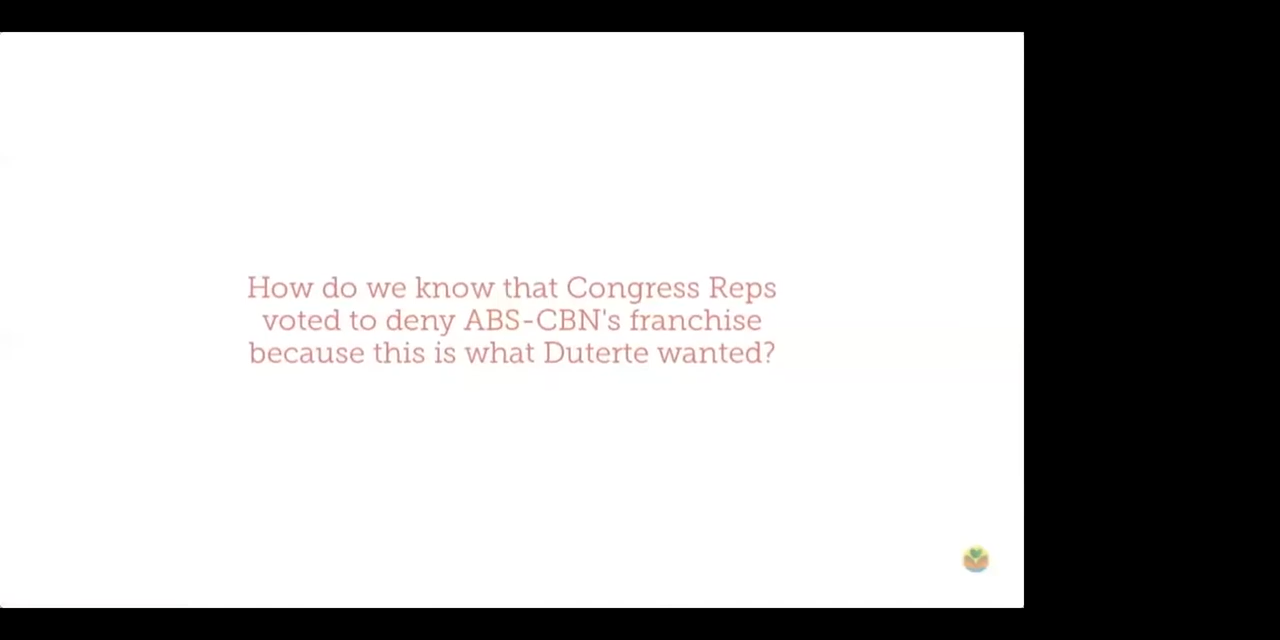 How do we know that Congress Reps
voted to deny ABS-CBN's franchise
because this is what Duterte wanted?